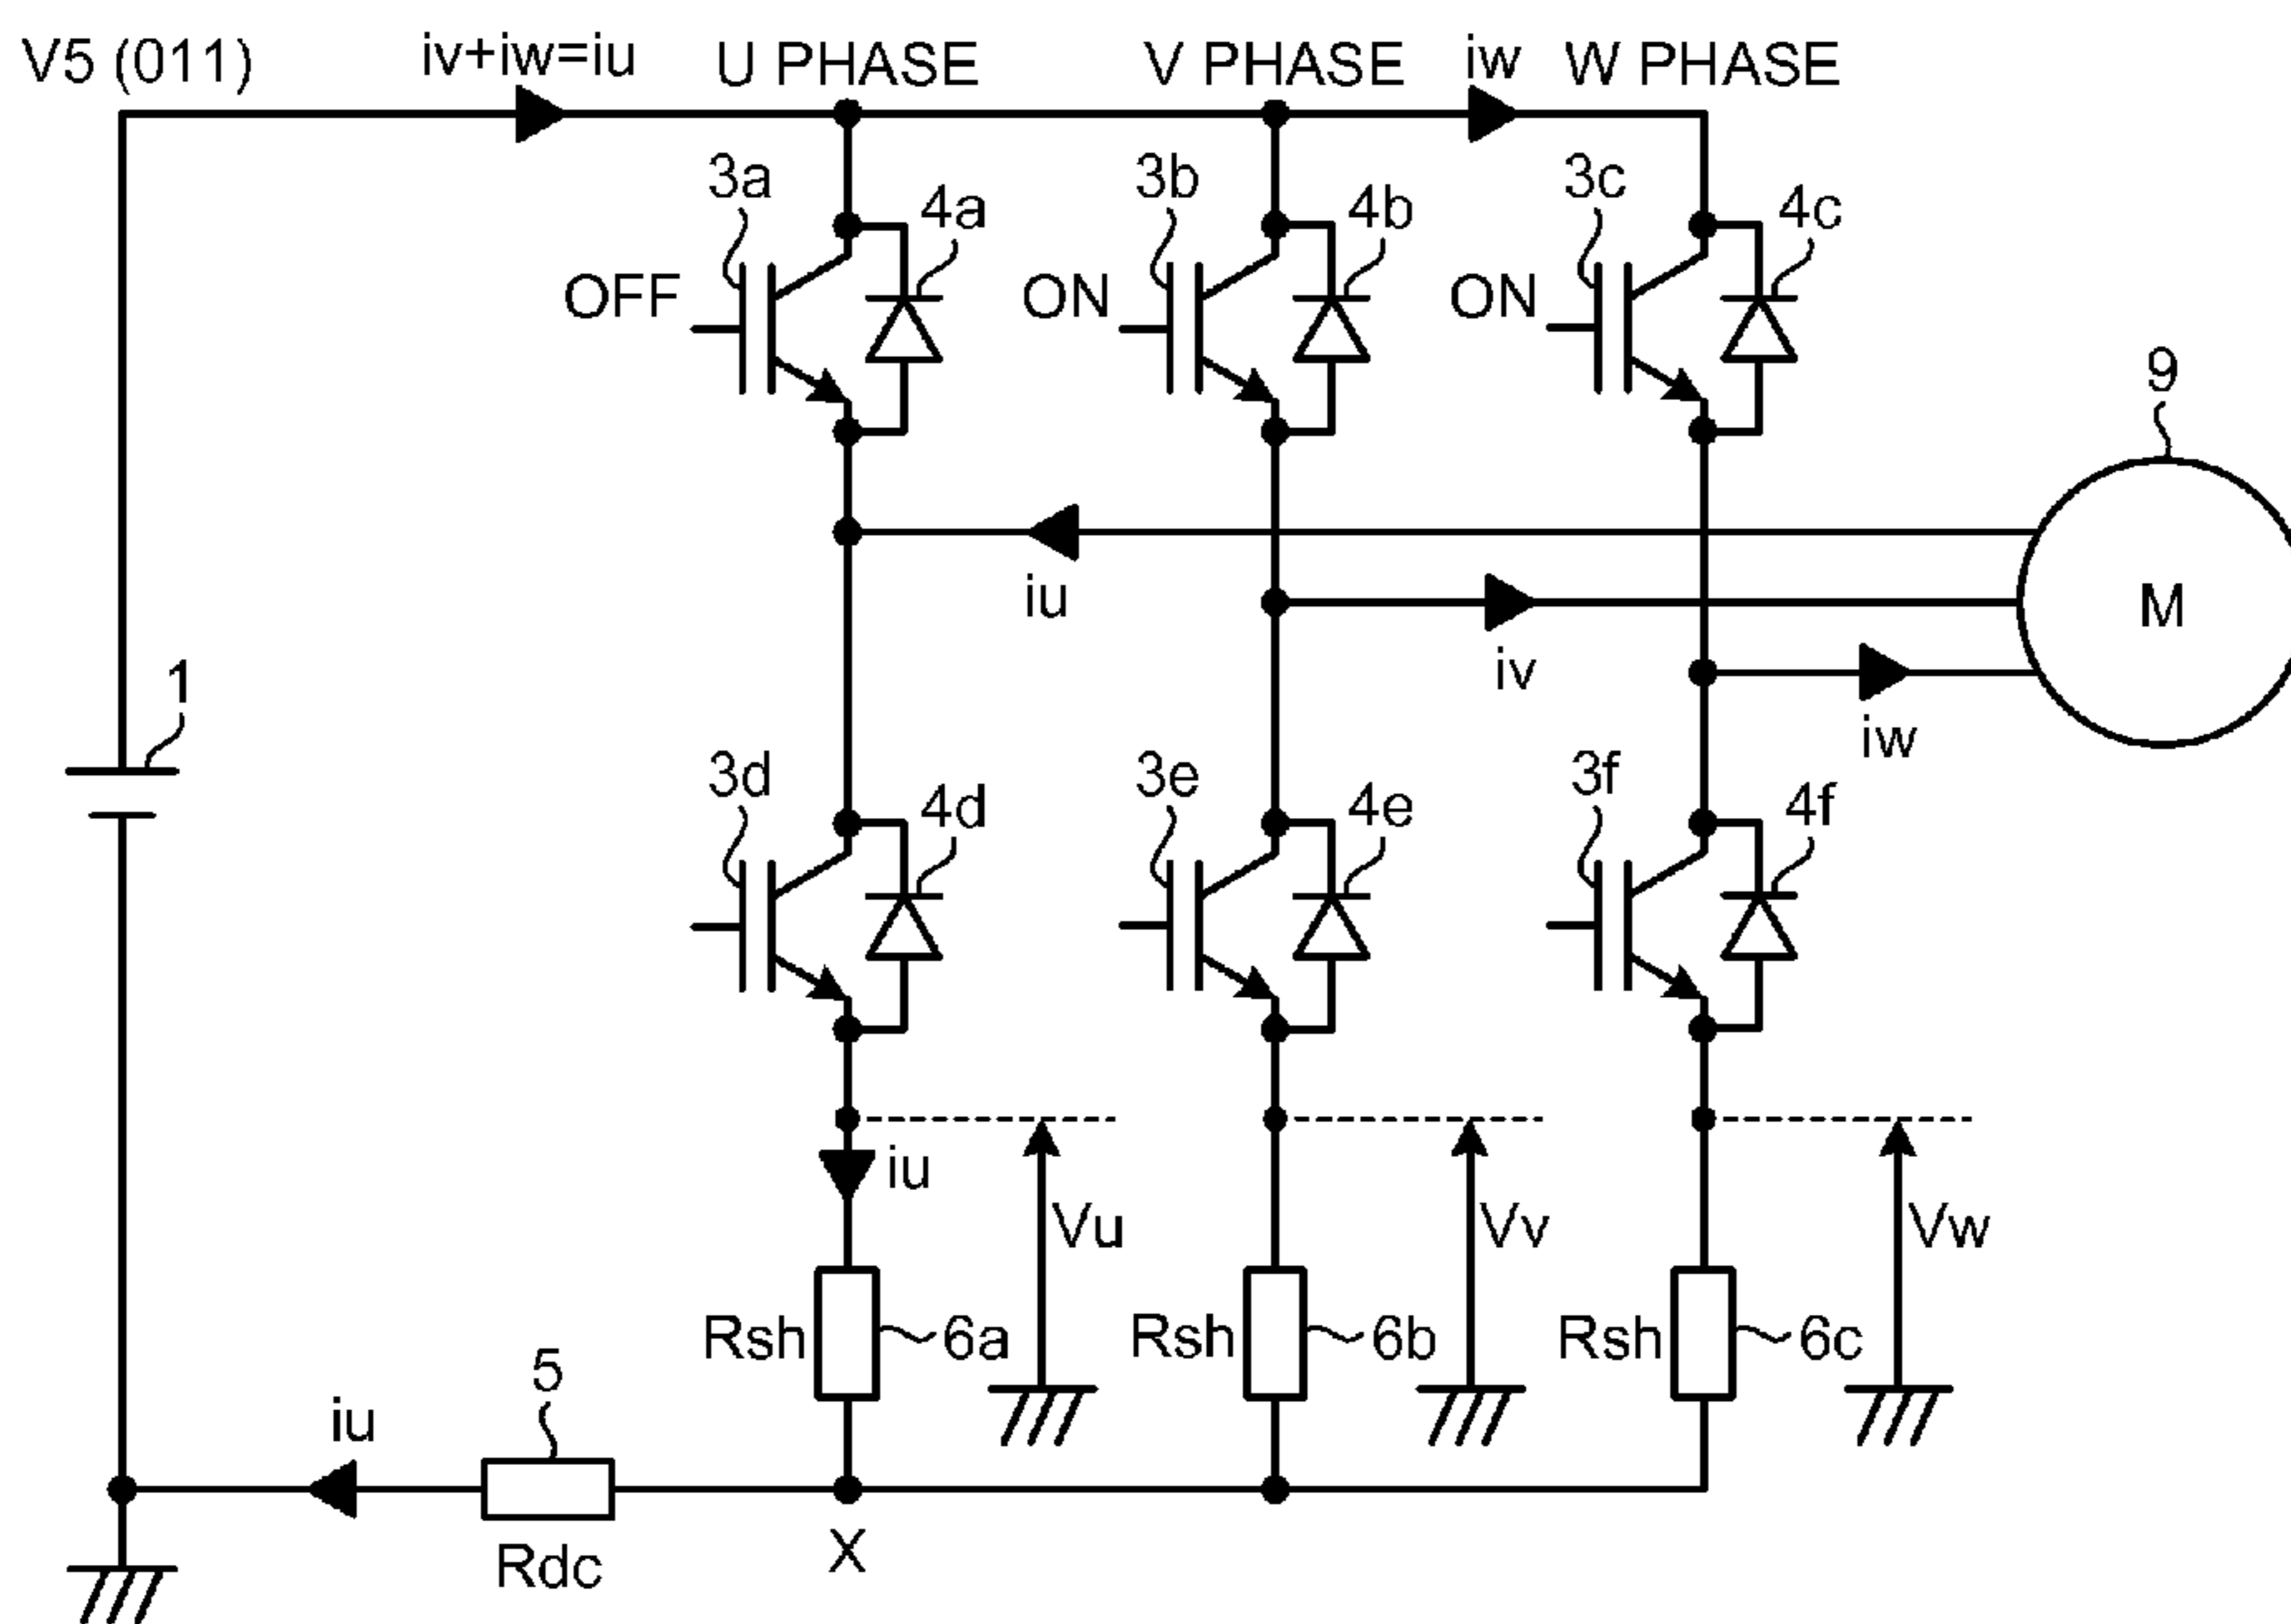 V5 (011)
iv+iw=iu
U PHASE
V PHASE
iw
W PHASE
3a
4a
3b
4b
3c
4c
OFF
ON
ON
9
iu
M
iv
iw
1
3d
4d
3e
4e
3f
4f
iu
Vu
Vv
Vw
Rsh
6a
Rsh
6b
Rsh
6c
5
iu
Rdc
X